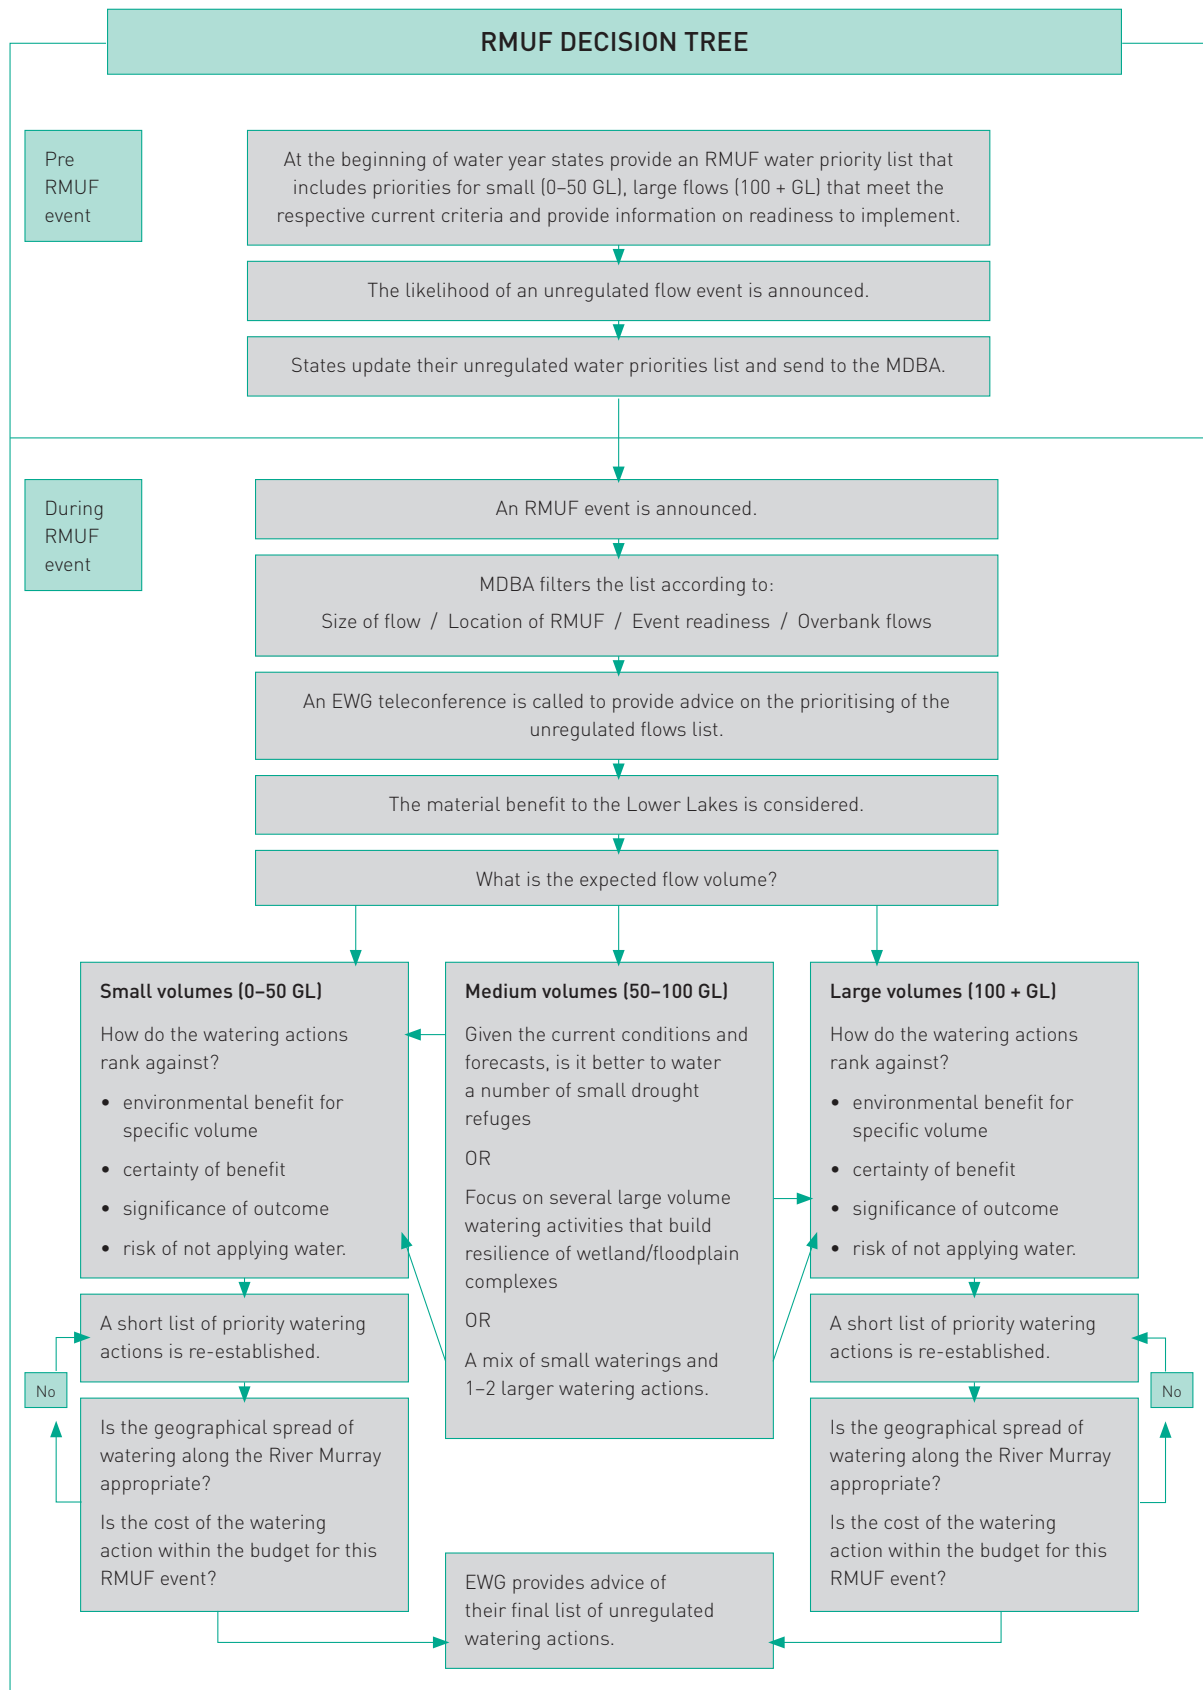 RMUF DECISION TREE
Pre
RMUF
event
At the beginning of water year states provide an RMUF water priority list that
includes priorities for small (0–50 GL), large flows (100 + GL) that meet the
respective current criteria and provide information on readiness to implement.
The likelihood of an unregulated flow event is announced.
States update their unregulated water priorities list and send to the MDBA.
During
RMUF
event
An RMUF event is announced.
MDBA filters the list according to:
Size of flow / Location of RMUF / Event readiness / Overbank flows
An EWG teleconference is called to provide advice on the prioritising of the
unregulated flows list.
The material benefit to the Lower Lakes is considered.
What is the expected flow volume?
Small volumes (0–50 GL)
How do the watering actions
rank against?
• environmental benefit for
specific volume
• certainty of benefit
• significance of outcome
• risk of not applying water.
A short list of priority watering
actions is re-established.
No
Is the geographical spread of
watering along the River Murray
appropriate?
Is the cost of the watering
action within the budget for this
RMUF event?
Medium volumes (50–100 GL)
Given the current conditions and
forecasts, is it better to water
a number of small drought
refuges
OR
Focus on several large volume
watering activities that build
resilience of wetland/floodplain
complexes
OR
A mix of small waterings and
1–2 larger watering actions.
Large volumes (100 + GL)
How do the watering actions
rank against?
• environmental benefit for
specific volume
• certainty of benefit
• significance of outcome
• risk of not applying water.
A short list of priority watering
actions is re-established.
No
Is the geographical spread of
watering along the River Murray
appropriate?
Is the cost of the watering
action within the budget for this
RMUF event?
EWG provides advice of
their final list of unregulated
watering actions.